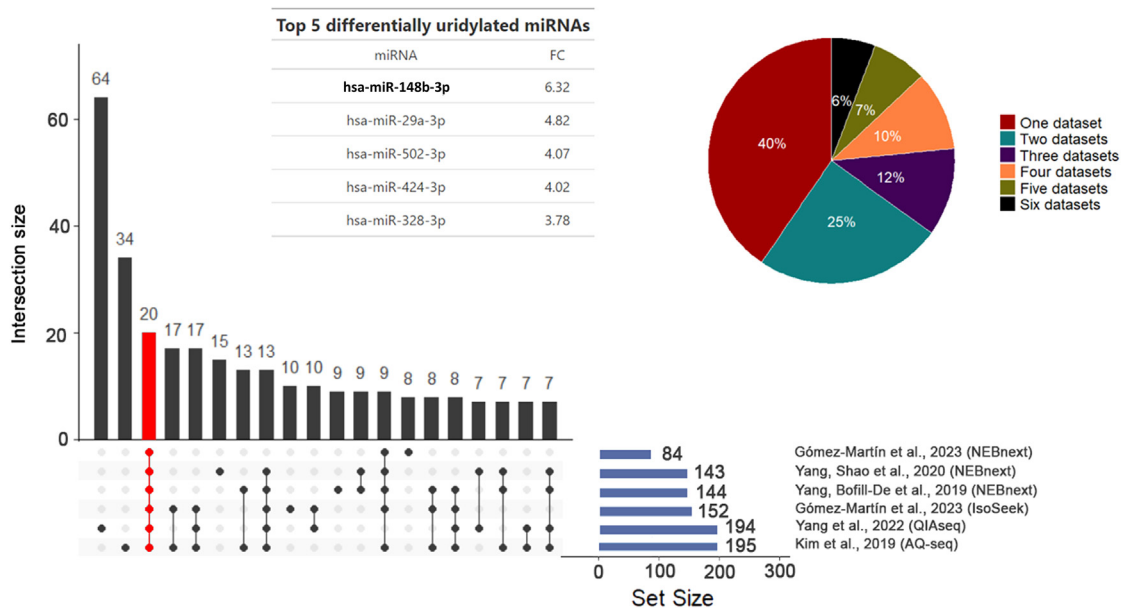 Top 5 differentially uridylated miRNAs
miRNA FC
hsa-miR-148b-3p 6.32
hsa-miR-29a-3p 4.82
hsa-miR-502-3p 4.07
hsa-miR-424-3p 4.02
hsa-miR-328-3p 3.78
Intersection size
60
40
20
0
64
34
20
17
17
15
13
13
10
10
9
9
9
8
8
8
7
7
7
7
40%
25%
12%
10%
7%
6%
One dataset
Two datasets
Three datasets
Four datasets
Five datasets
Six datasets
84 Gómez-Martín et al., 2023 (NEBnext)
143 Yang, Shao et al., 2020 (NEBnext)
144 Yang, Bofill-De et al., 2019 (NEBnext)
152 Gómez-Martín et al., 2023 (IsoSeek)
194 Yang et al., 2022 (QIAseq)
195 Kim et al., 2019 (AQ-seq)
0 100 200 300
Set Size